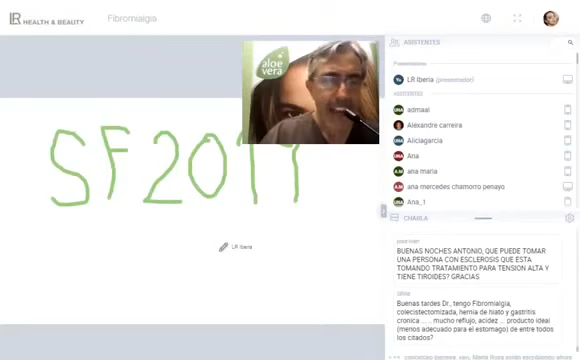 LR HEALTH & BEAUTY
Fibromialgia
aloe
vera
SF2019
LR Iberia
ASISTENTES
LR Iberia (presentador)
ASISTENTES
admaal
Alexandre carreira
Aliciagarcia
Ana
ana maria
ana mercedes chamorro penayo
Ana_1
CHARLA
BUENAS NOCHES ANTONIO, QUE PUEDE TOMAR
UNA PERSONA CON ESCLEROSIS QUE ESTA
TOMANDO TRATAMIENTO PARA TENSION ALTA Y
TIENE TIROIDES? GRACIAS
Buenas tardes Dr., tengo Fibromialgia,
colecistectomizada, hernia de hiato y gastritis
cronica ... .. mucho reflujo, acidez ... producto ideal
(menos adecuado para el estomago) de entre todos
los citados?